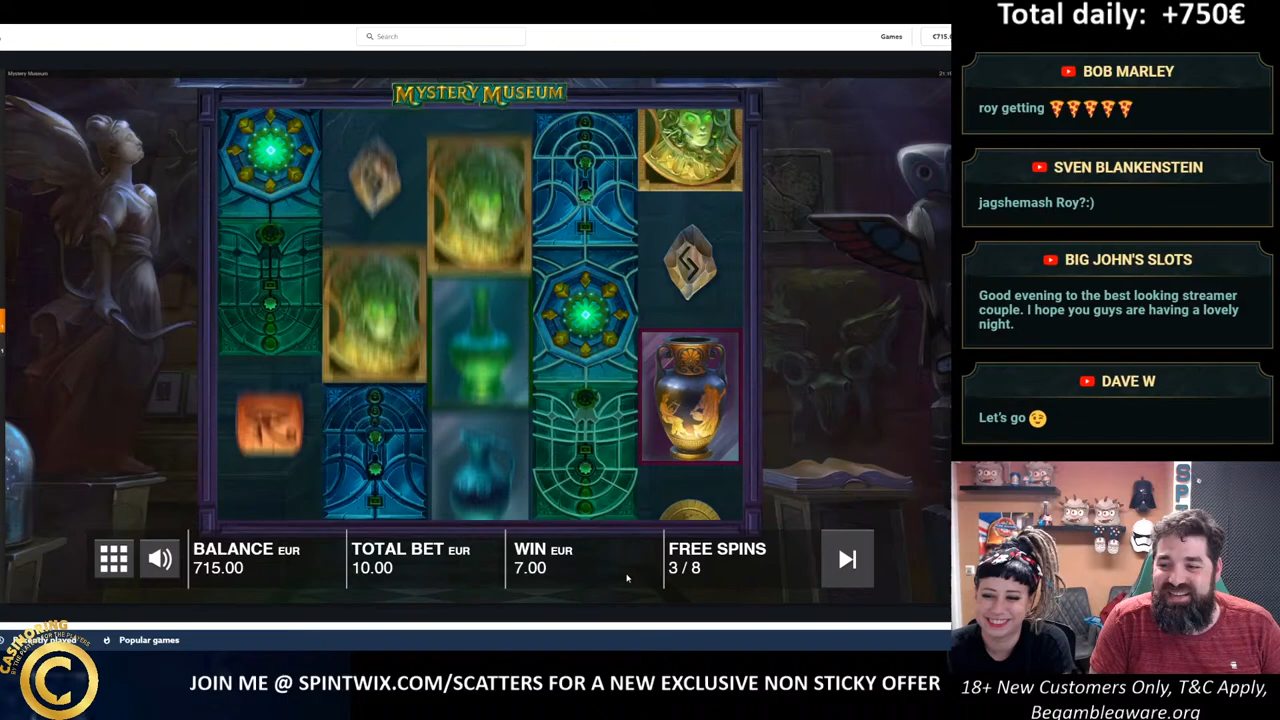 Total daily: +750€
Search
Games
€715.0
Mystery Museum
MYSTERY MUSEUM
BOB MARLEY
roy getting 🍕🍕🍕🍕🍕
SVEN BLANKENSTEIN
jagshemash Roy?:)
BIG JOHN'S SLOTS
Good evening to the best looking streamer
couple. I hope you guys are having a lovely
night.
DAVE W
Let's go 😉
BALANCE EUR
715.00
TOTAL BET EUR
10.00
WIN EUR
7.00
FREE SPINS
3 / 8
played
Popular games
CASINORING
JOIN ME @ SPINTWIX.COM/SCATTERS FOR A NEW EXCLUSIVE NON STICKY OFFER
18+ New Customers Only, T&C Apply,
Begambleaware.org